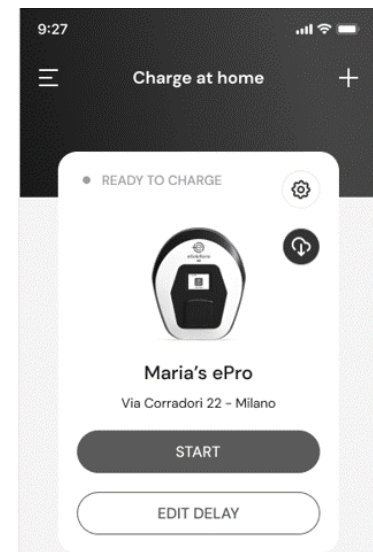 9:27
Charge at home
READY TO CHARGE
Maria's ePro
Via Corradori 22 - Milano
START
EDIT DELAY